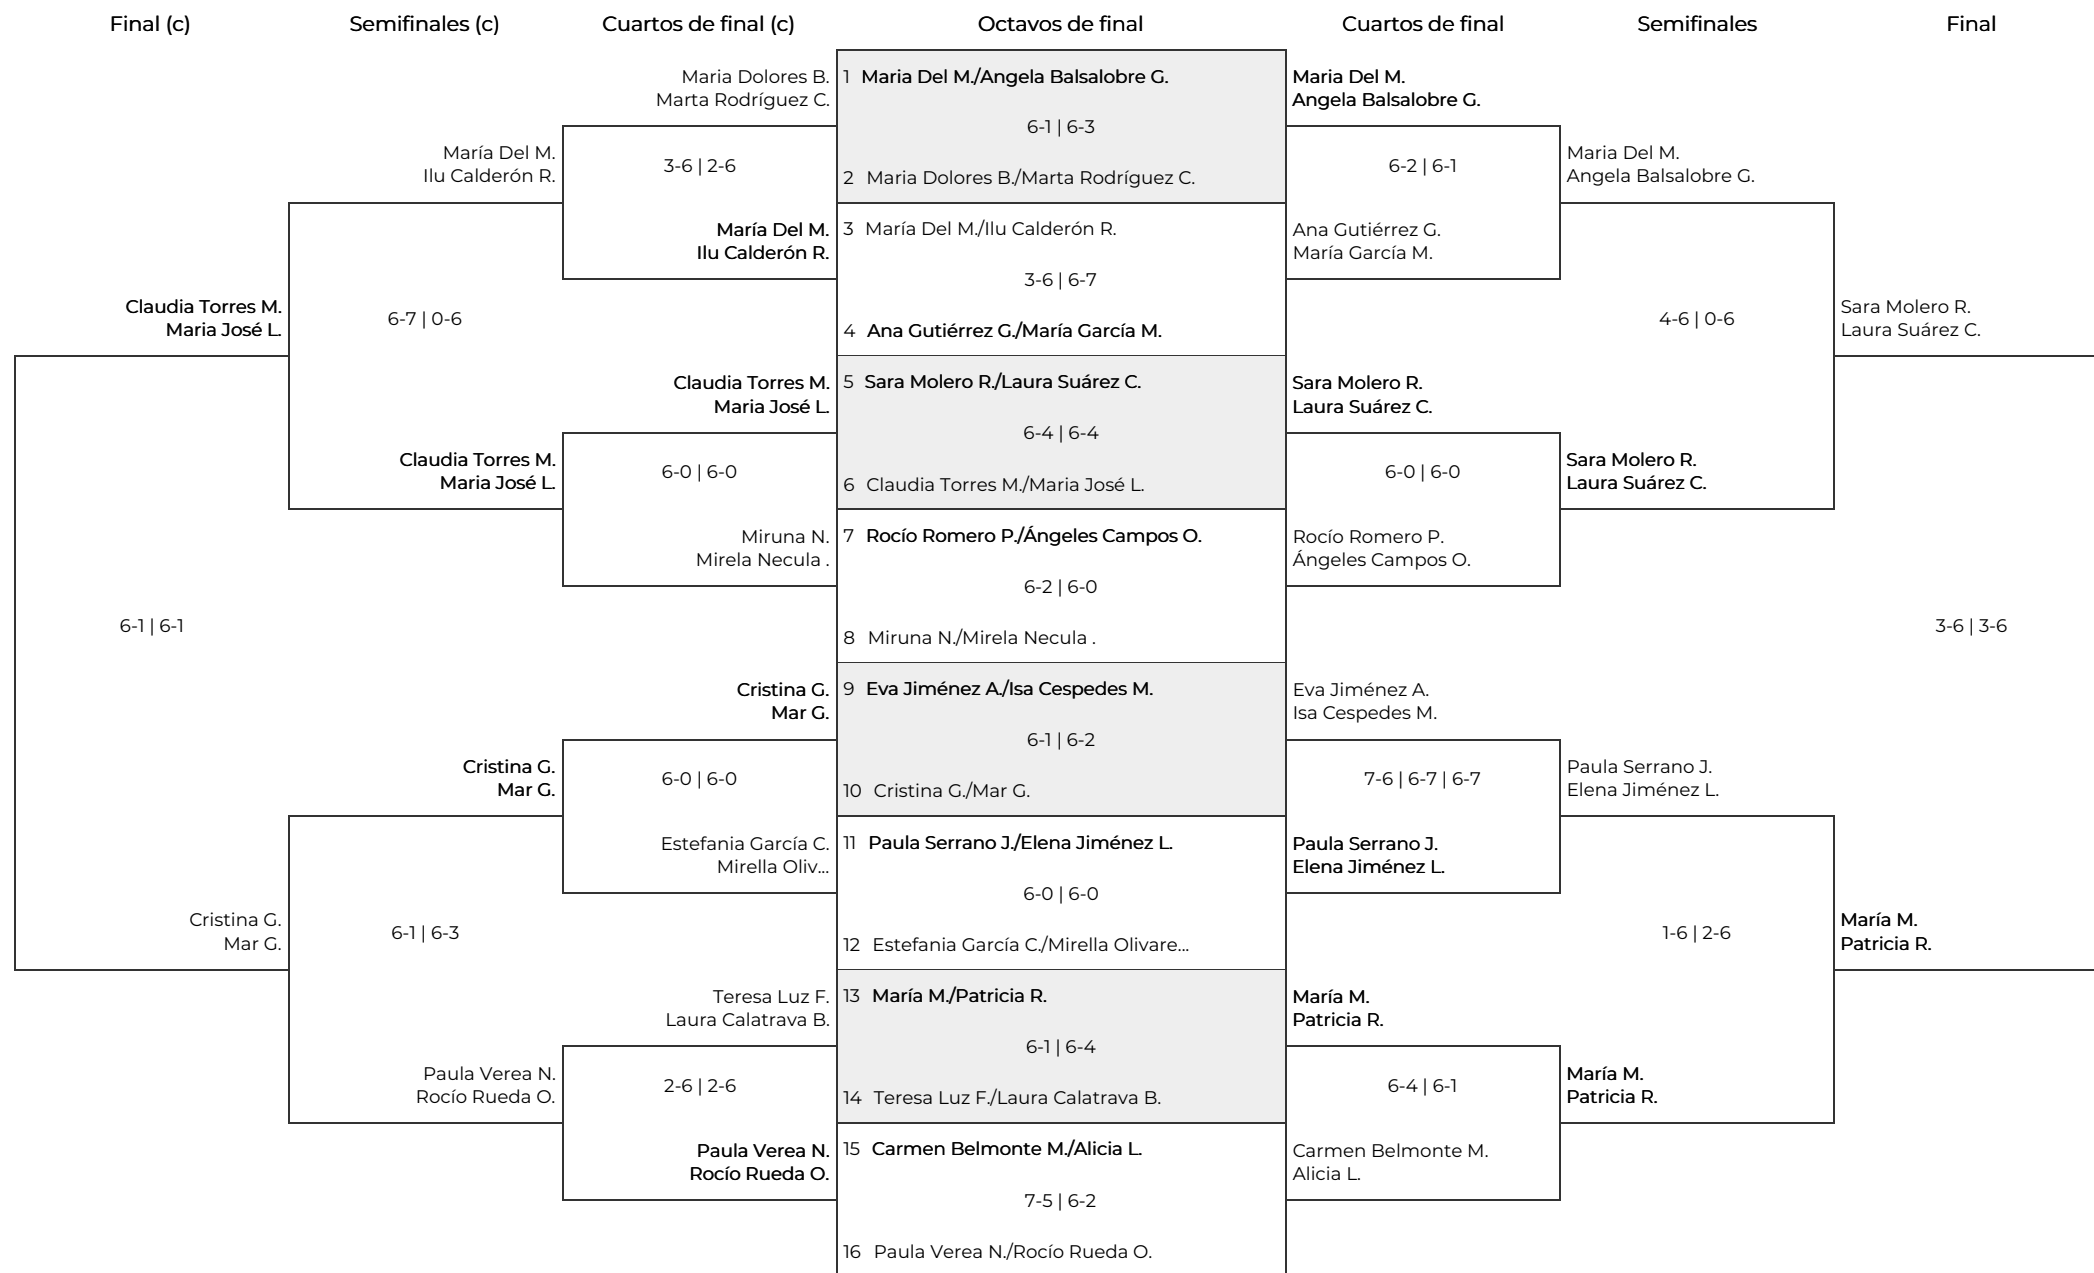 Final (c)
Semifinales (c)
Cuartos de final (c)
Octavos de final
Cuartos de final
Semifinales
Final
Claudia Torres M.
Maria José L.
6-1 | 6-1
Cristina G.
Mar G.
María Del M.
Ilu Calderón R.
6-7 | 0-6
Claudia Torres M.
Maria José L.
Cristina G.
Mar G.
6-1 | 6-3
Paula Verea N.
Rocío Rueda O.
Maria Dolores B.
Marta Rodríguez C.
3-6 | 2-6
María Del M.
Ilu Calderón R.
Claudia Torres M.
Maria José L.
6-0 | 6-0
Miruna N.
Mirela Necula .
Cristina G.
Mar G.
6-0 | 6-0
Estefania García C.
Mirella Oliv...
Teresa Luz F.
Laura Calatrava B.
2-6 | 2-6
Paula Verea N.
Rocío Rueda O.
1 Maria Del M./Angela Balsalobre G.
6-1 | 6-3
2 Maria Dolores B./Marta Rodríguez C.
3 María Del M./Ilu Calderón R.
3-6 | 6-7
4 Ana Gutiérrez G./María García M.
5 Sara Molero R./Laura Suárez C.
6-4 | 6-4
6 Claudia Torres M./Maria José L.
7 Rocío Romero P./Ángeles Campos O.
6-2 | 6-0
8 Miruna N./Mirela Necula .
9 Eva Jiménez A./Isa Cespedes M.
6-1 | 6-2
10 Cristina G./Mar G.
11 Paula Serrano J./Elena Jiménez L.
6-0 | 6-0
12 Estefania García C./Mirella Olivare...
13 María M./Patricia R.
6-1 | 6-4
14 Teresa Luz F./Laura Calatrava B.
15 Carmen Belmonte M./Alicia L.
7-5 | 6-2
16 Paula Verea N./Rocío Rueda O.
Maria Del M.
Angela Balsalobre G.
6-2 | 6-1
Ana Gutiérrez G.
María García M.
Sara Molero R.
Laura Suárez C.
6-0 | 6-0
Rocío Romero P.
Ángeles Campos O.
Eva Jiménez A.
Isa Cespedes M.
7-6 | 6-7 | 6-7
Paula Serrano J.
Elena Jiménez L.
María M.
Patricia R.
6-4 | 6-1
Carmen Belmonte M.
Alicia L.
Maria Del M.
Angela Balsalobre G.
4-6 | 0-6
Sara Molero R.
Laura Suárez C.
Paula Serrano J.
Elena Jiménez L.
1-6 | 2-6
María M.
Patricia R.
Sara Molero R.
Laura Suárez C.
3-6 | 3-6
María M.
Patricia R.